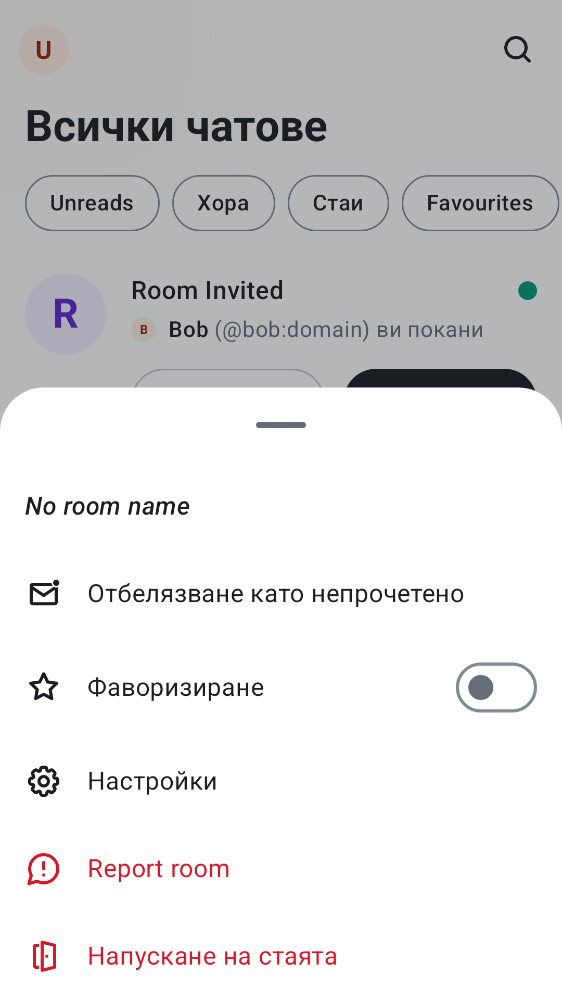 U
Всички чатове
Unreads Хора Стаи Favourites
R
Room Invited
B Bob (@bob:domain) ви покани
No room name
Отбелязване като непрочетено
Фаворизиране
Настройки
Report room
Напускане на стаята